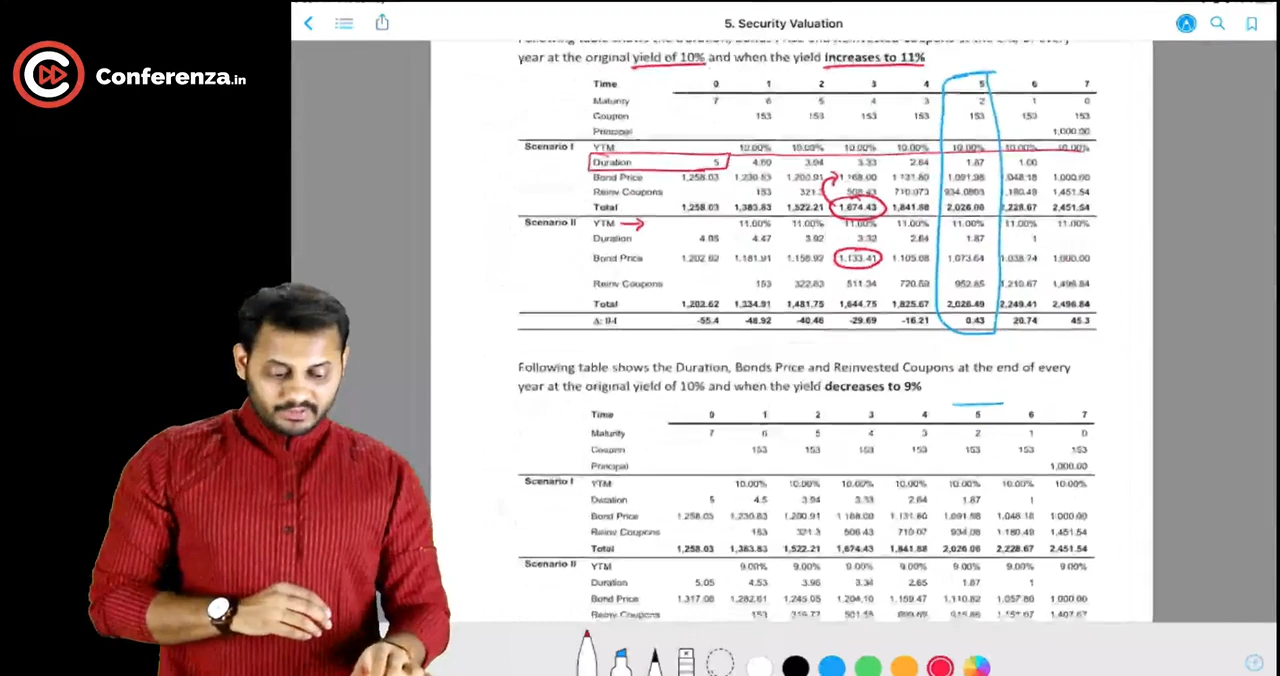 5. Security Valuation
Conferenza.in
year at the original yield of 10% and when the yield increases to 11%
Time 0 1 2 3 4 5 6 7
Maturity 7 6 5 4 3 2 1 0
Coupon 153 153 153 153 153 153 153
Principal 1,000.00
Scenario I YTM 10.00% 10.00% 10.00% 10.00% 10.00% 10.00% 10.00%
Duration 5 3.94 3.33 2.64 1.87 1.00
Bond Price 1,258.03 1,230.83 1,200.91 1,168.00 1,131.80 1,091.98 1,048.18 1,000.00
Reinv Coupons 153 1,451.54
Total 1,258.03 1,383.83 1,522.21 1,674.43 1,841.88 2,026.06 2,228.67 2,451.54
Scenario II YTM 11.00% 11.00% 11.00% 11.00% 11.00% 11.00% 11.00%
Duration 4.47 3.92 2.64 1.87 1
Bond Price 1,202.62 1,181.91 1,158.92 1,133.41 1,105.08 1,073.64 1,000.00
Reinv Coupons 153 322.83 511.34 952.85 1,210.67 1,496.84
Total 1,202.62 1,334.91 1,481.75 1,644.75 1,825.67 2,026.49 2,249.41 2,496.84
-55.4 -48.92 -40.46 -29.69 -16.21 0.43 20.74 45.3
Following table shows the Duration, Bonds Price and Reinvested Coupons at the end of every
year at the original yield of 10% and when the yield decreases to 9%
Time 0 1 2 3 4 5 6 7
Maturity 7 6 5 4 3 2 1 0
Coupon 153 153 153 153 153 153 153
Principal 1,000.00
Scenario I YTM 10.00% 10.00% 10.00% 10.00% 10.00% 10.00% 10.00%
Duration 5 4.5 3.94 3.33 2.64 1.87 1
Bond Price 1,258.03 1,230.83 1,200.91 1,168.00 1,131.80 1,091.98 1,048.18 1,000.00
Reinv Coupons 153 321.3 506.43 710.07 934.08 1,180.49 1,451.54
Total 1,258.03 1,383.83 1,522.21 1,674.43 1,841.88 2,026.06 2,228.67 2,451.54
Scenario II YTM 9.00% 9.00% 9.00% 9.00% 9.00% 9.00% 9.00%
Duration 5.05 4.53 3.96 3.34 2.65 1.87 1
Bond Price 1,317.08 1,282.61 1,245.05 1,204.10 1,159.47 1,110.82 1,057.80 1,000.00
Reinv Coupons 153